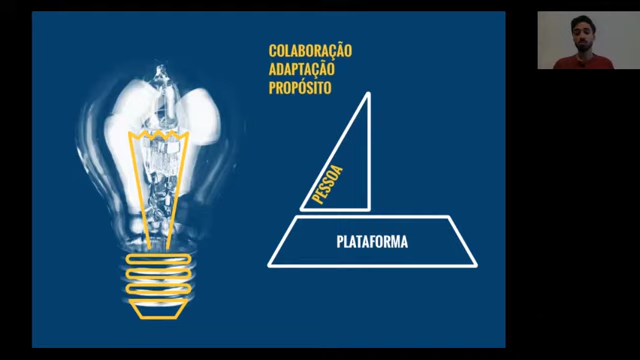 COLABORAÇÃO
ADAPTAÇÃO
PROPÓSITO
PESSOA
PLATAFORMA